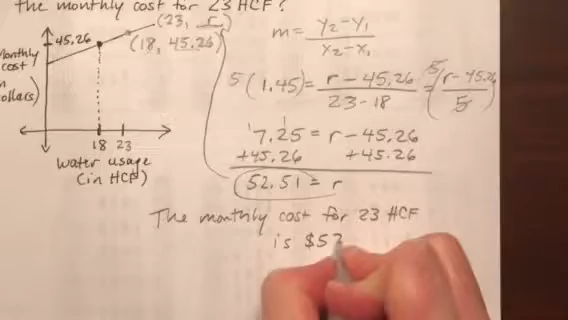 the monthly cost for 23 HCF?
(23, r)
45.26
(18, 45.26)
Monthly
cost
n
ollars)
18 23
water usage
(in HCF)
m = y₂-y₁
x₂-x₁
5(1.45) = r-45.26 = 5(r-45.26)
23-18 5
7.25 = r-45.26
+45.26 +45.26
52.51 = r
The monthly cost for 23 HCF
is $52